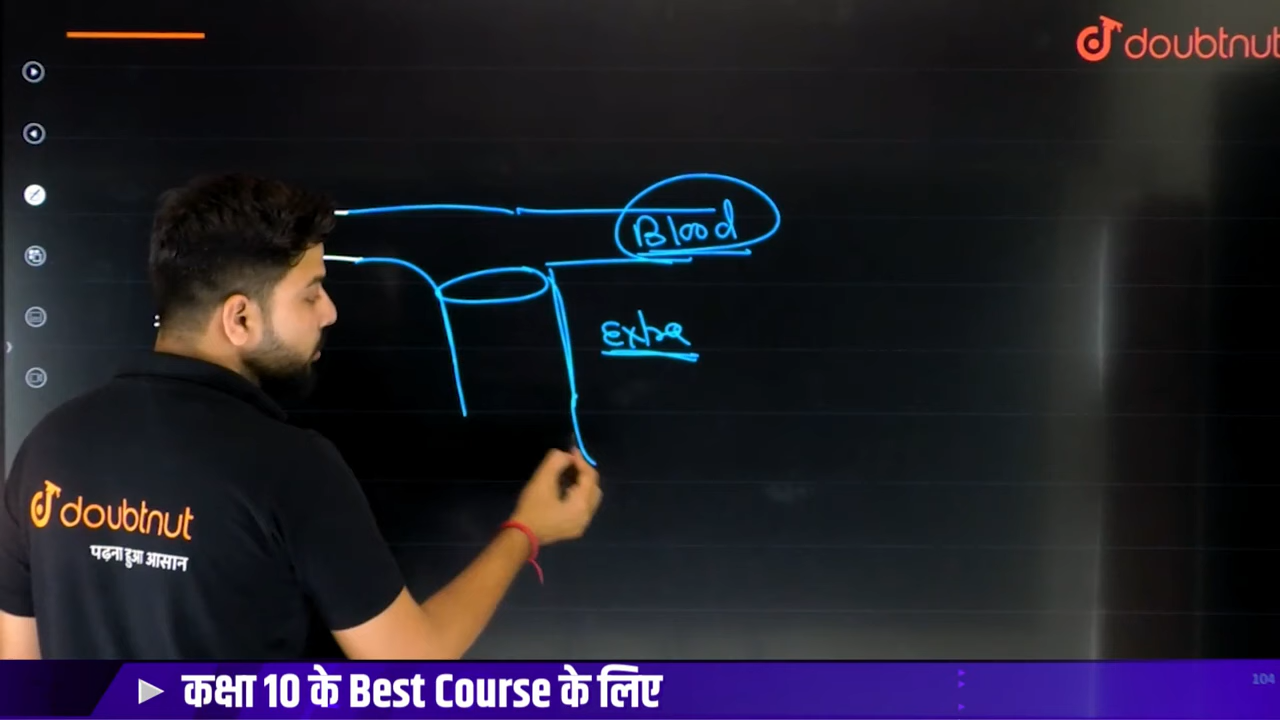 doubtnut
Blood
Extra
doubtnut
पढ़ना हुआ आसान
कक्षा 10 के Best Course के लिए
104